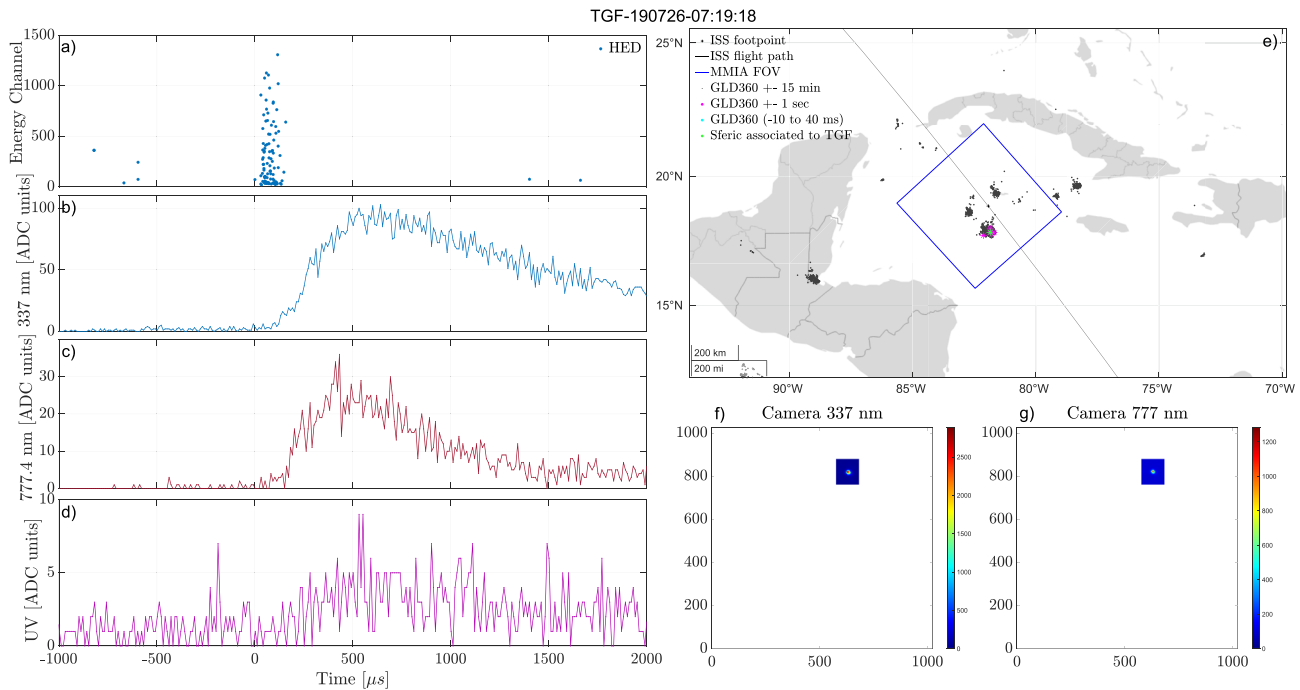 TGF-190726-07:19:18
a)
HED
Energy Channel
1500
1000
500
0
b)
337 nm [ADC units]
100
50
0
c)
777.4 nm [ADC units]
30
20
10
0
d)
UV [ADC units]
10
5
0
-1000
-500
0
500
1000
1500
2000
Time [μs]
e)
ISS footpoint
ISS flight path
MMIA FOV
GLD360 +- 15 min
GLD360 +- 1 sec
GLD360 (-10 to 40 ms)
Sferic associated to TGF
25°N
20°N
15°N
200 km
200 mi
90°W
85°W
80°W
75°W
70°W
f)
Camera 337 nm
1000
800
600
400
200
0
0
500
1000
2500
2000
1500
1000
500
0
g)
Camera 777 nm
1000
800
600
400
200
0
0
500
1000
1200
1000
800
600
400
200
0